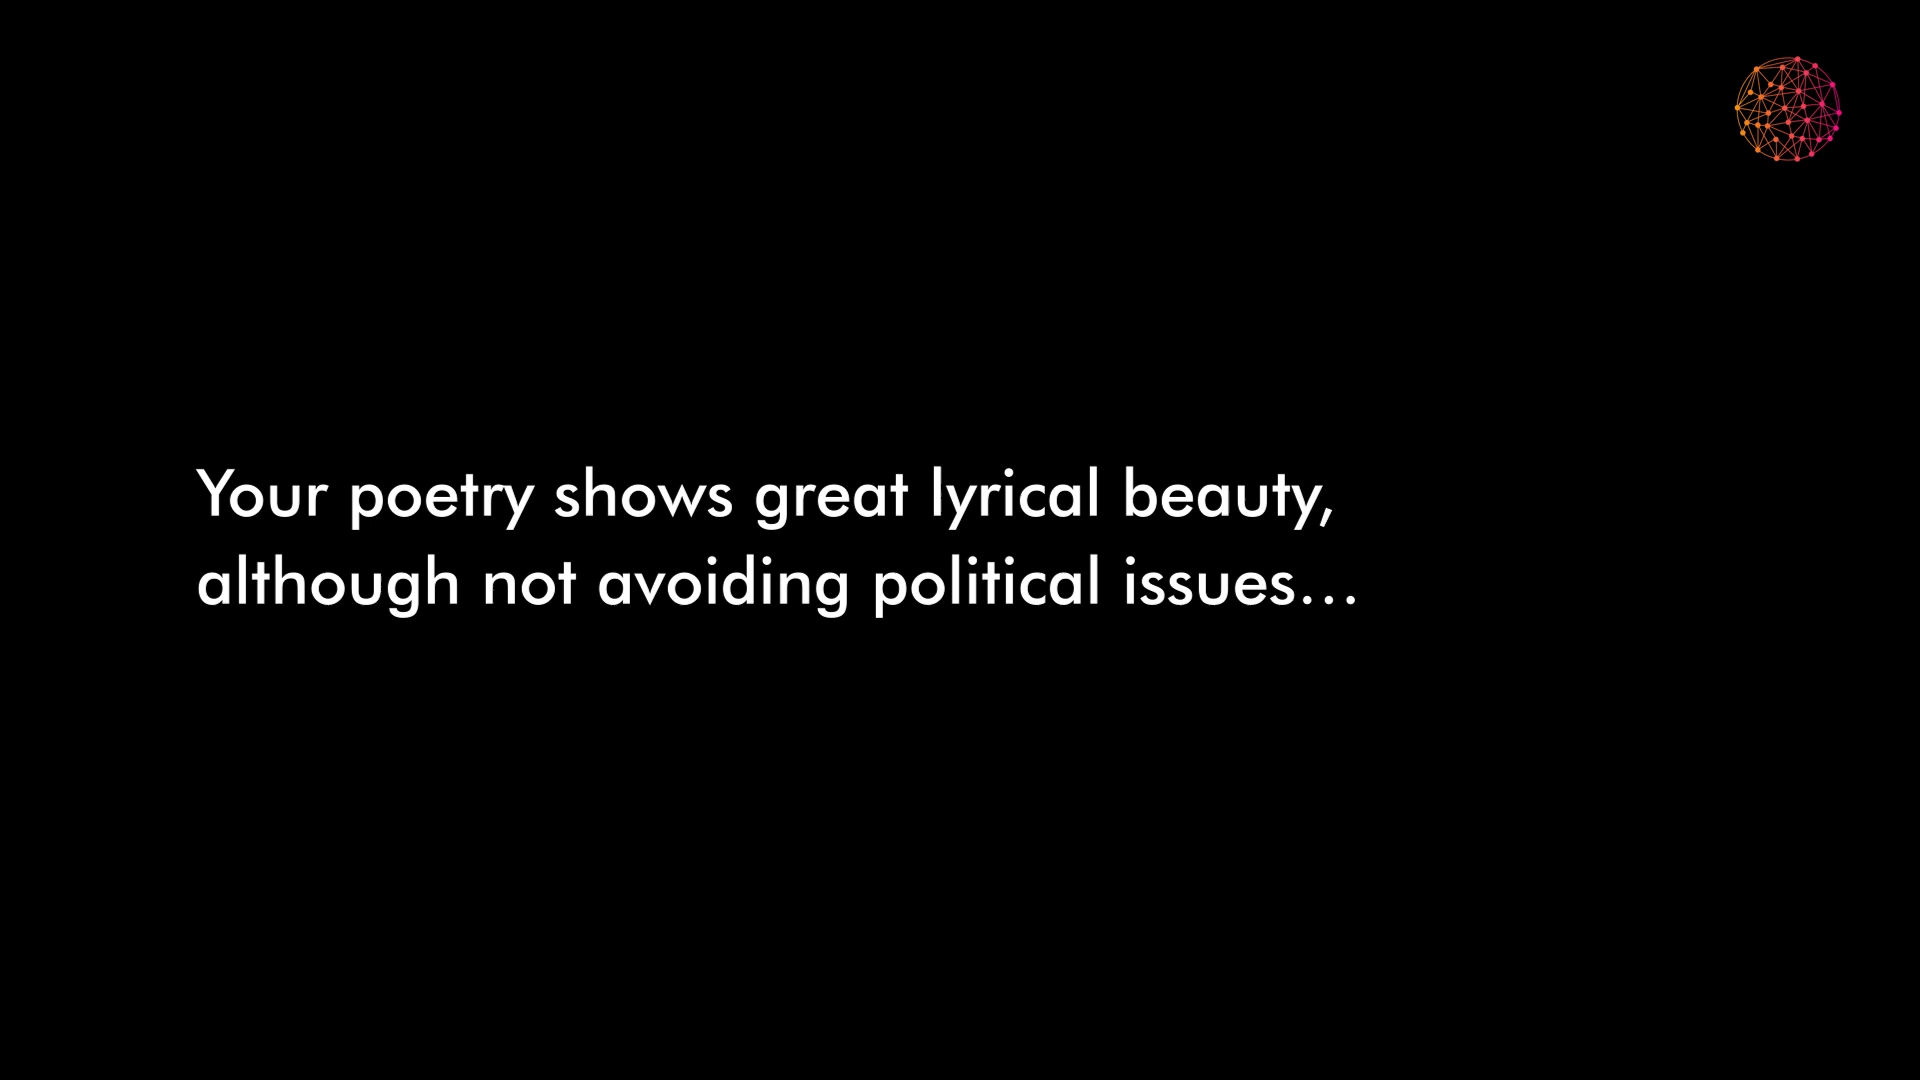 Your poetry shows great lyrical beauty,
although not avoiding political issues…